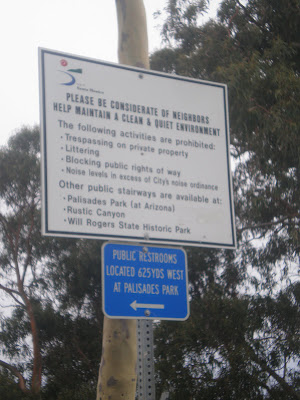 Santa Monica
PLEASE BE CONSIDERATE OF NEIGHBORS
HELP MAINTAIN A CLEAN & QUIET ENVIRONMENT
The following activities are prohibited:
• Trespassing on private property
• Littering
• Blocking public rights of way
• Noise levels in excess of City's noise ordinance
Other public stairways are available at:
• Palisades Park (at Arizona)
• Rustic Canyon
• Will Rogers State Historic Park
PUBLIC RESTROOMS
LOCATED 625YDS WEST
AT PALISADES PARK